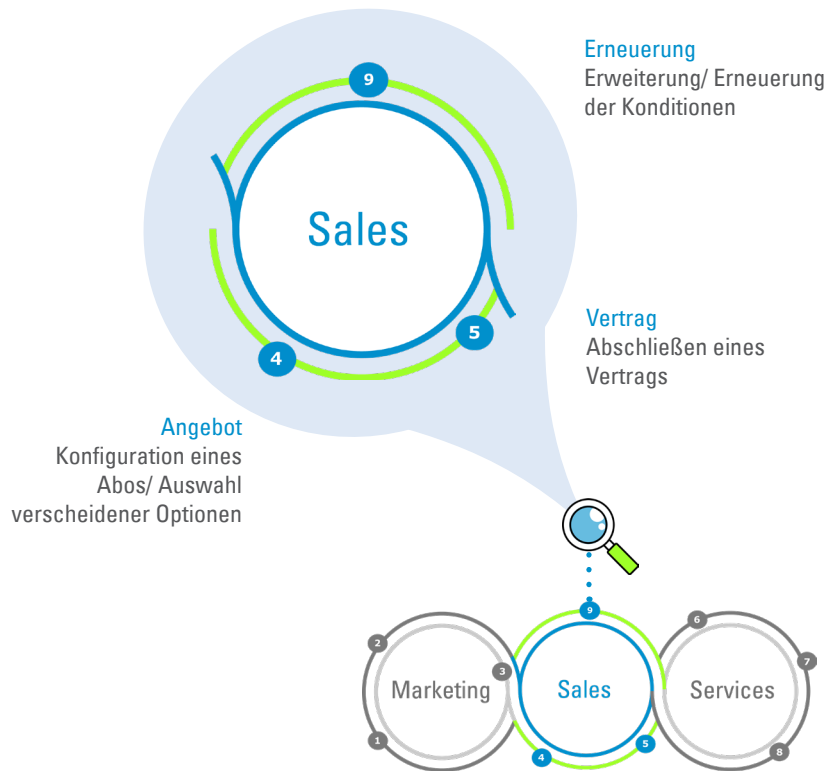 9
Erneuerung
Erweiterung/ Erneuerung
der Konditionen
Sales
4
5
Vertrag
Abschließen eines
Vertrags
Angebot
Konfiguration eines
Abos/ Auswahl
verscheidener Optionen
2
3
1
Marketing
9
Sales
4
5
6
7
8
Services